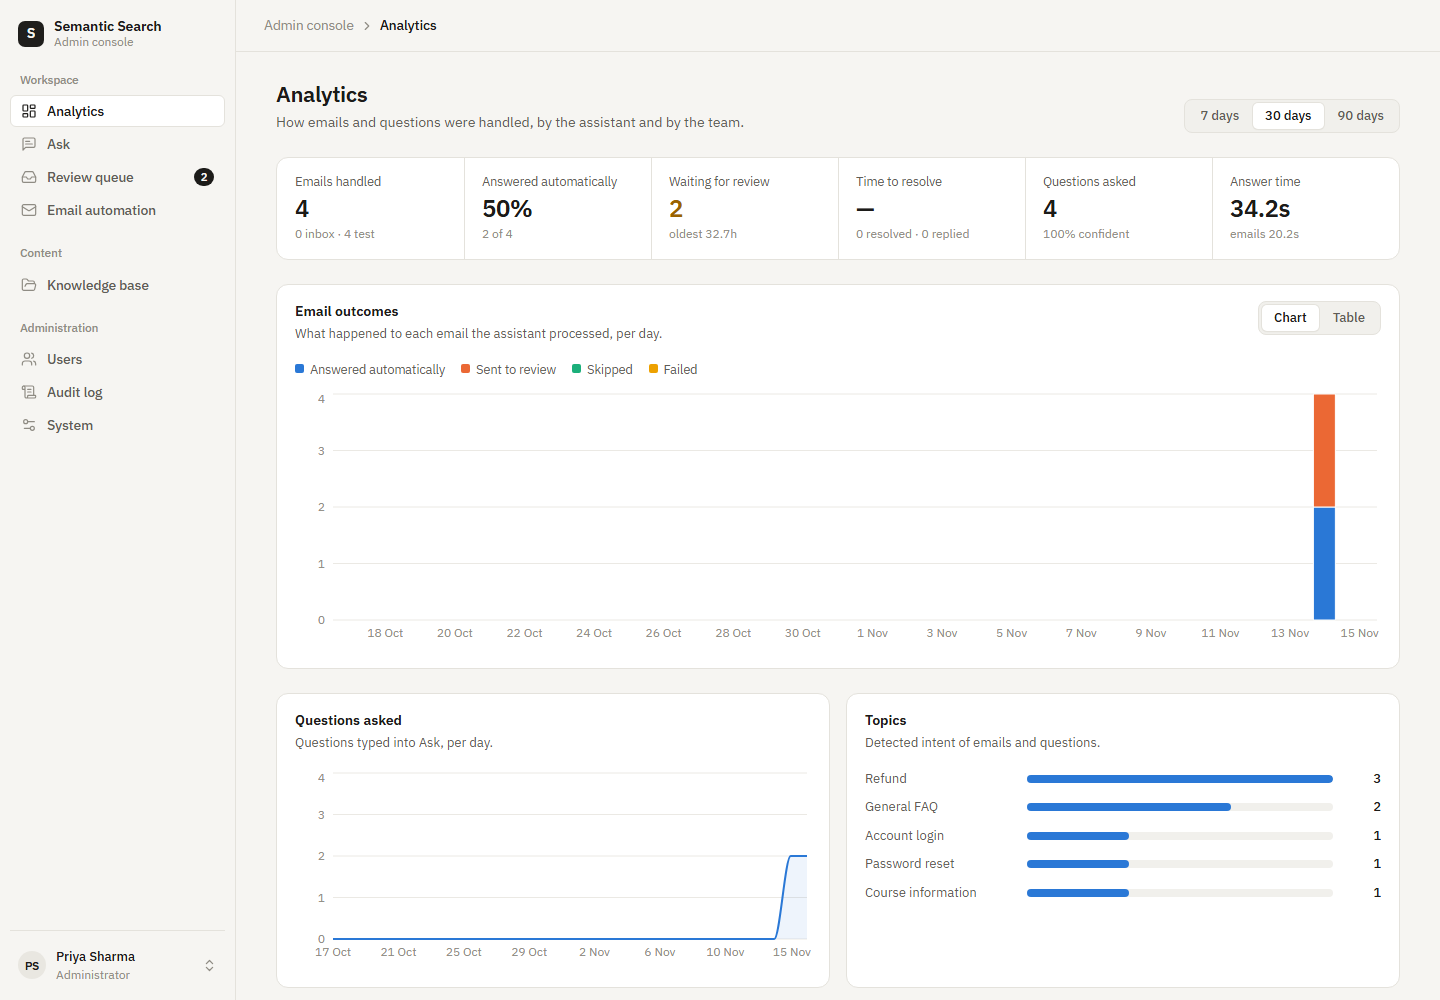 S
Semantic Search
Admin console
Workspace
Analytics
Ask
Review queue
2
Email automation
Content
Knowledge base
Administration
Users
Audit log
System
PS
Priya Sharma
Administrator
Admin console
Analytics
Analytics
How emails and questions were handled, by the assistant and by the team.
7 days
30 days
90 days
Emails handled
4
0 inbox · 4 test
Answered automatically
50%
2 of 4
Waiting for review
2
oldest 32.7h
Time to resolve
—
0 resolved · 0 replied
Questions asked
4
100% confident
Answer time
34.2s
emails 20.2s
Email outcomes
What happened to each email the assistant processed, per day.
Chart
Table
Answered automatically
Sent to review
Skipped
Failed
4
3
2
1
0
18 Oct
20 Oct
22 Oct
24 Oct
26 Oct
28 Oct
30 Oct
1 Nov
3 Nov
5 Nov
7 Nov
9 Nov
11 Nov
13 Nov
15 Nov
Questions asked
Questions typed into Ask, per day.
4
3
2
1
0
17 Oct
21 Oct
25 Oct
29 Oct
2 Nov
6 Nov
10 Nov
15 Nov
Topics
Detected intent of emails and questions.
Refund
3
General FAQ
2
Account login
1
Password reset
1
Course information
1